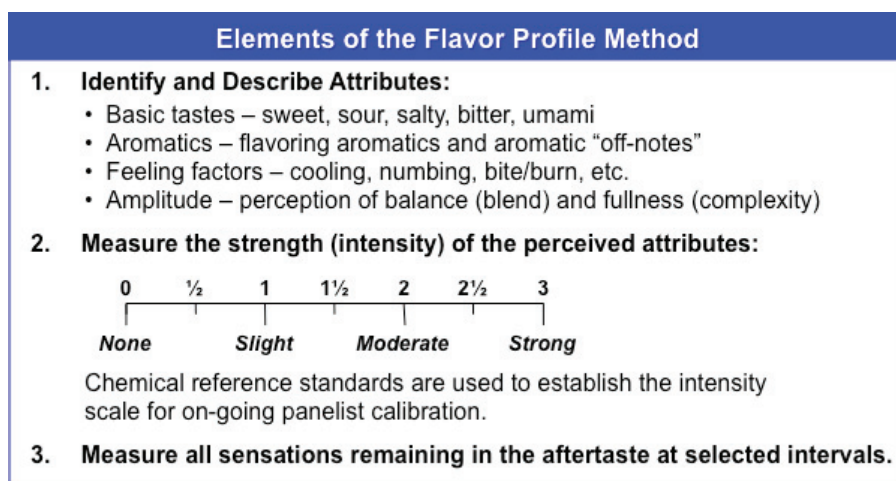 Elements of the Flavor Profile Method
1. Identify and Describe Attributes:
• Basic tastes – sweet, sour, salty, bitter, umami
• Aromatics – flavoring aromatics and aromatic “off-notes”
• Feeling factors – cooling, numbing, bite/burn, etc.
• Amplitude – perception of balance (blend) and fullness (complexity)
2. Measure the strength (intensity) of the perceived attributes:
0 ½ 1 1½ 2 2½ 3
None Slight Moderate Strong
Chemical reference standards are used to establish the intensity
scale for on-going panelist calibration.
3. Measure all sensations remaining in the aftertaste at selected intervals.